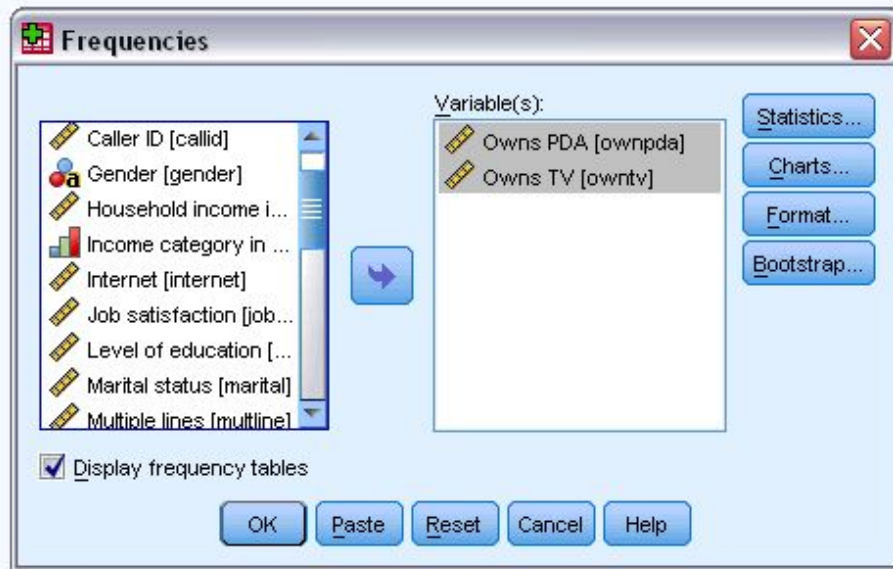 Frequencies
Caller ID [callid]
Gender [gender]
Household income i...
Income category in ...
Internet [internet]
Job satisfaction [job...
Level of education [...
Marital status [marital]
Multiple lines [multline]
Variable(s):
Owns PDA [ownpda]
Owns TV [owntv]
Statistics...
Charts...
Format...
Bootstrap...
Display frequency tables
OK Paste Reset Cancel Help